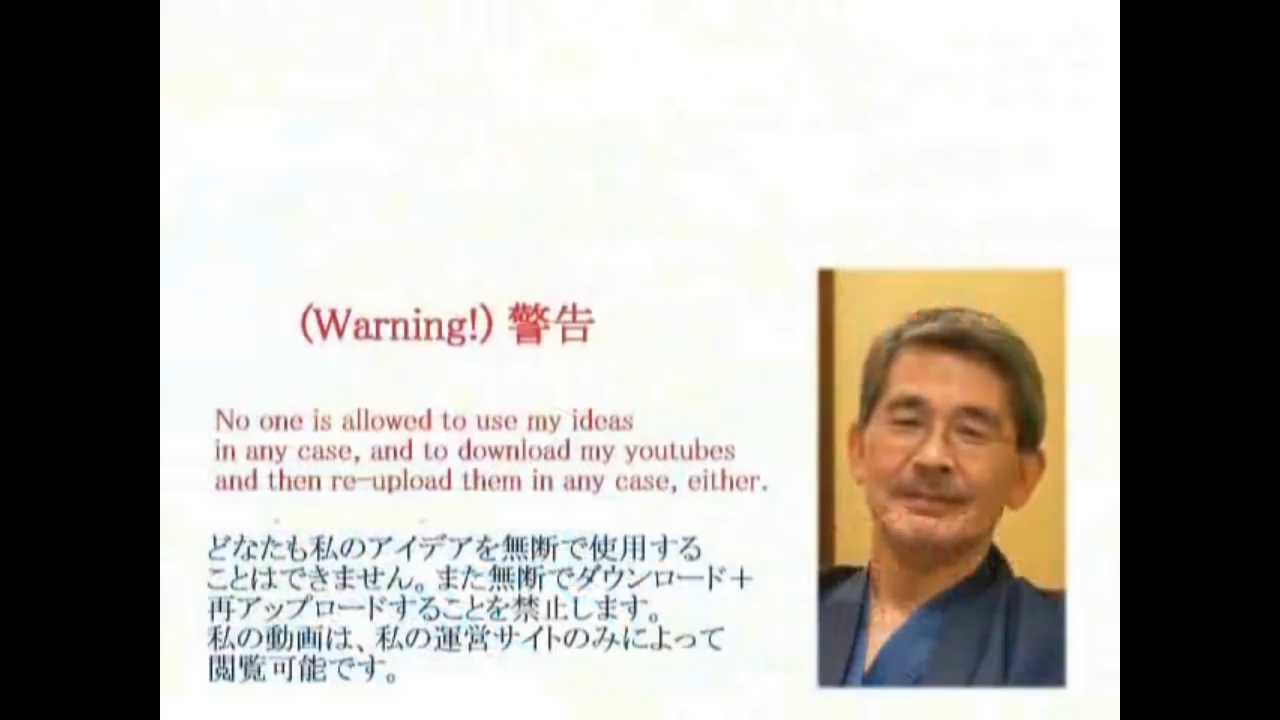 (Warning!) 警告
No one is allowed to use my ideas
in any case, and to download my youtubes
and then re-upload them in any case, either.
どなたも私のアイデアを無断で使用する
ことはできません。また無断でダウンロード＋
再アップロードすることを禁止します。
私の動画は、私の運営サイトのみによって
閲覧可能です。